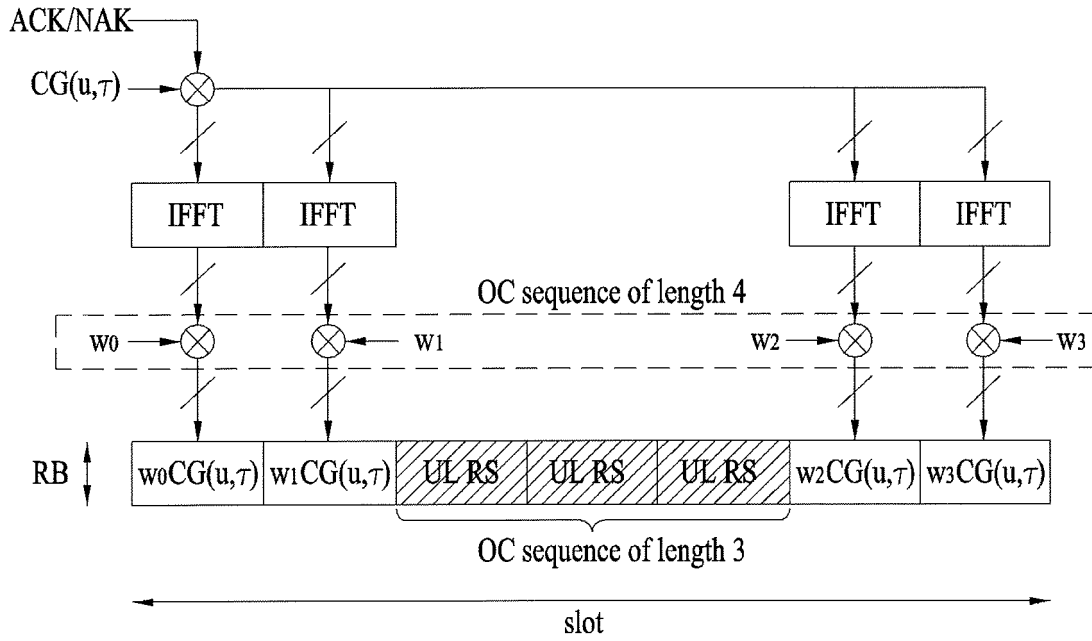 ACK/NAK
CG(u,τ)
IFFT IFFT IFFT IFFT
OC sequence of length 4
w0 w1 w2 w3
RB w0CG(u,τ) w1CG(u,τ) UL RS UL RS UL RS w2CG(u,τ) w3CG(u,τ)
OC sequence of length 3
slot